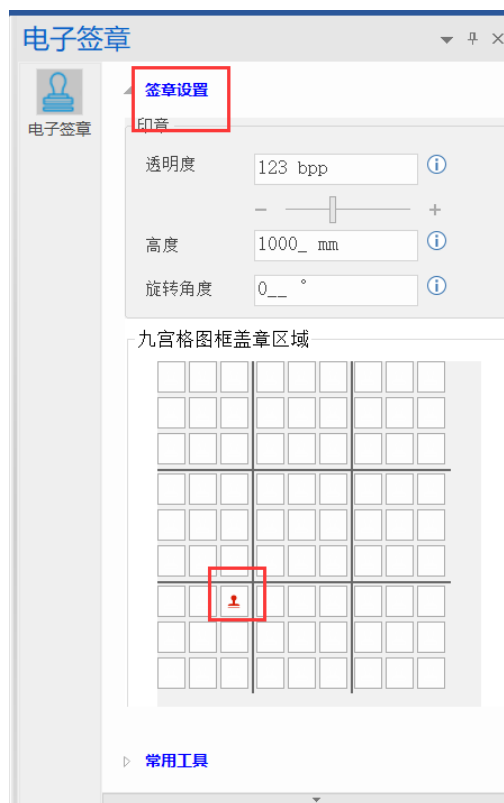 电子签章
签章设置
电子签章
印章
透明度
123 bpp
高度
1000_ mm
旋转角度
0__ °
九宫格图框盖章区域
常用工具